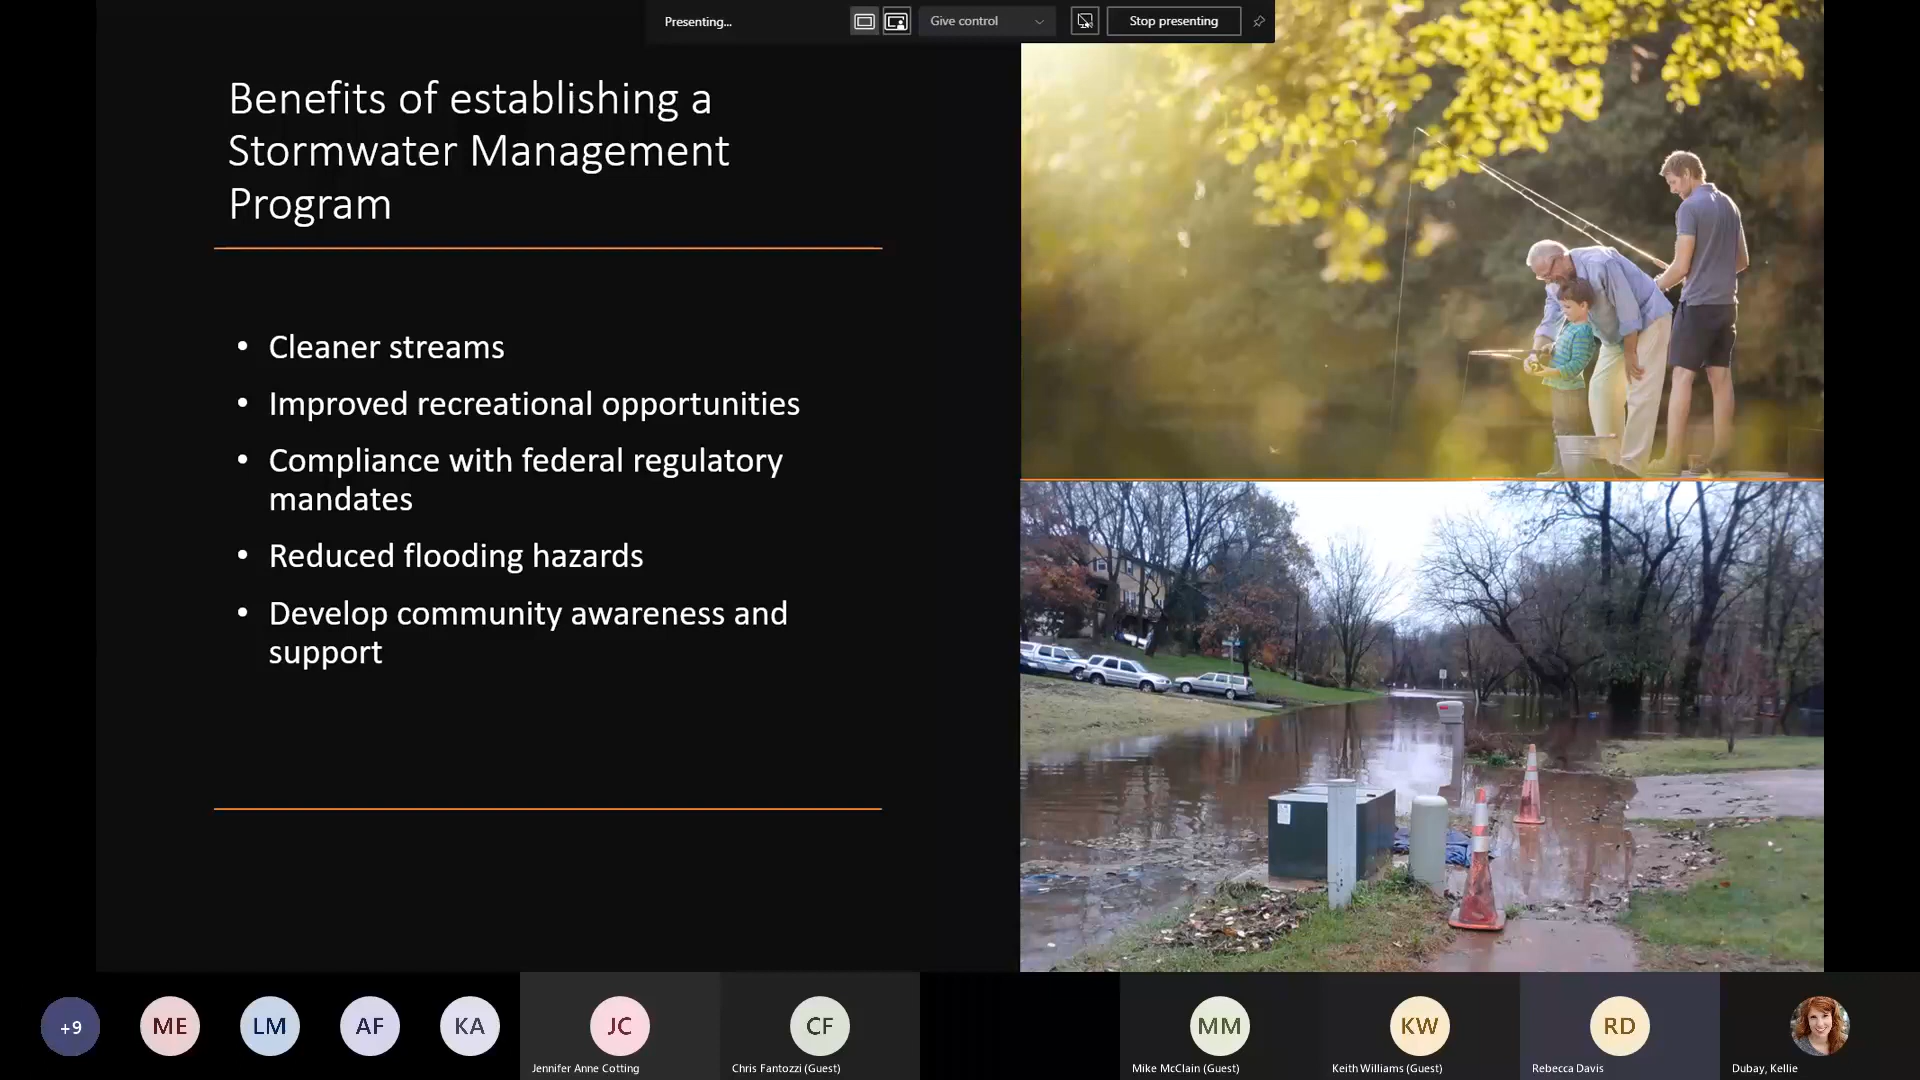 Presenting...
Give control
Stop presenting
Benefits of establishing a
Stormwater Management
Program
• Cleaner streams
• Improved recreational opportunities
• Compliance with federal regulatory
mandates
• Reduced flooding hazards
• Develop community awareness and
support
+9
ME
LM
AF
KA
JC
CF
MM
KW
RD
Jennifer Anne Cotting
Chris Fantozzi (Guest)
Mike McClain (Guest)
Keith Williams (Guest)
Rebecca Davis
Dubay, Kellie